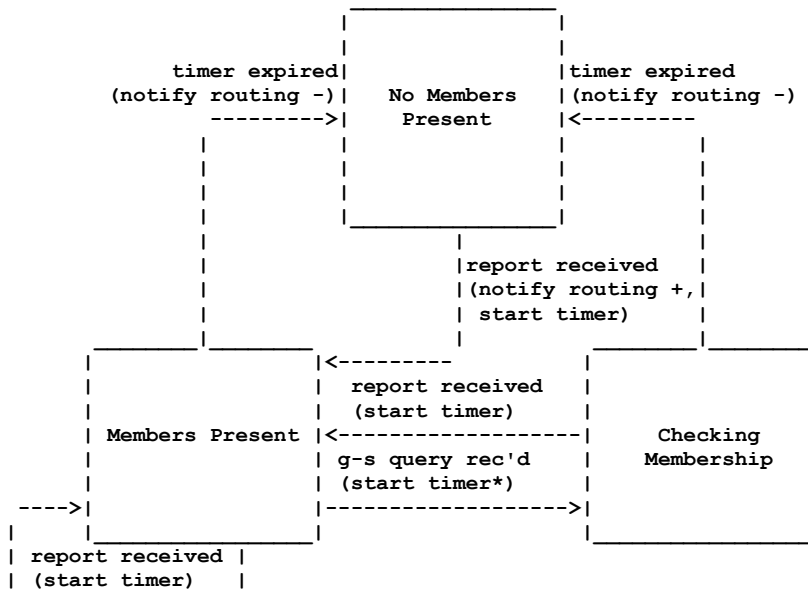 timer expired timer expired
(notify routing -) No Members (notify routing -)
Present
report received
(notify routing +,
start timer)
report received
(start timer)
Members Present Checking
g-s query rec'd Membership
(start timer*)
report received
(start timer)